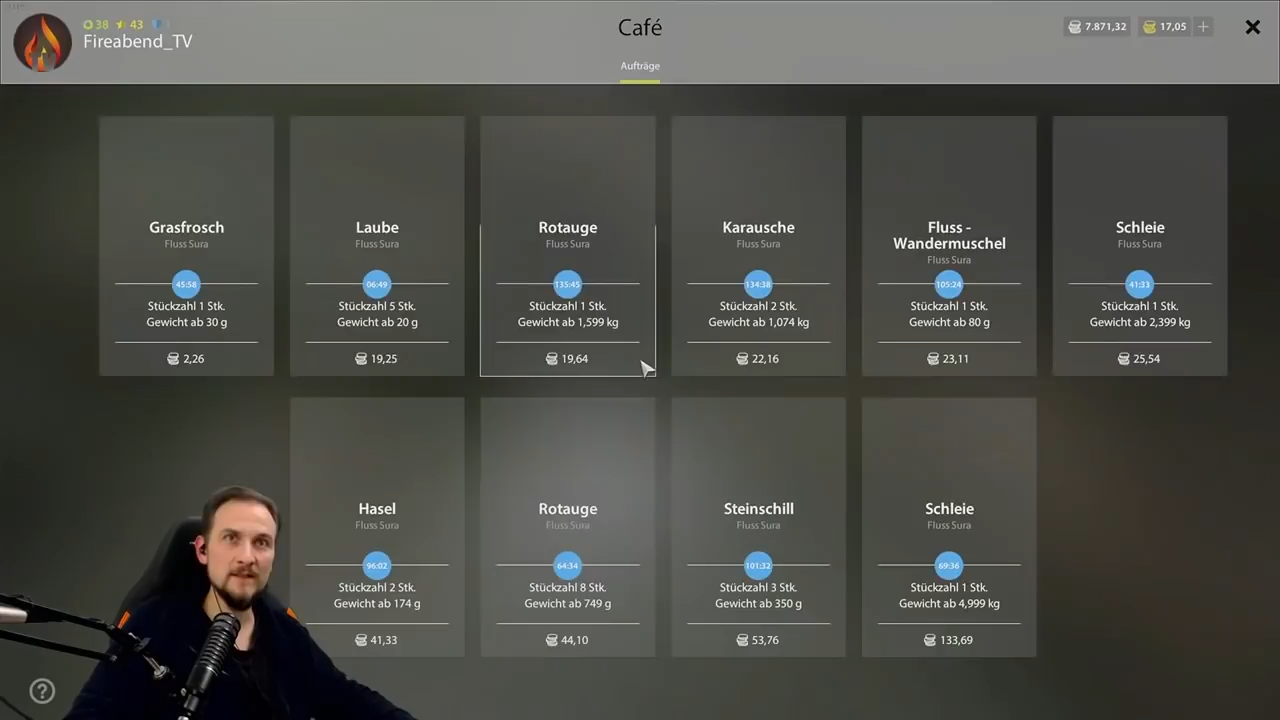 38 43
Fireabend_TV
Café
7.871,32
17,05
Aufträge
Grasfrosch
Fluss Sura
45:58
Stückzahl 1 Stk.
Gewicht ab 30 g
2,26
Laube
Fluss Sura
06:49
Stückzahl 5 Stk.
Gewicht ab 20 g
19,25
Rotauge
Fluss Sura
135:45
Stückzahl 1 Stk.
Gewicht ab 1,599 kg
19,64
Karausche
Fluss Sura
134:38
Stückzahl 2 Stk.
Gewicht ab 1,074 kg
22,16
Fluss -
Wandermuschel
Fluss Sura
105:24
Stückzahl 1 Stk.
Gewicht ab 80 g
23,11
Schleie
Fluss Sura
41:33
Stückzahl 1 Stk.
Gewicht ab 2,399 kg
25,54
Hasel
Fluss Sura
96:02
Stückzahl 2 Stk.
Gewicht ab 174 g
41,33
Rotauge
Fluss Sura
64:34
Stückzahl 8 Stk.
Gewicht ab 749 g
44,10
Steinschill
Fluss Sura
101:32
Stückzahl 3 Stk.
Gewicht ab 350 g
53,76
Schleie
Fluss Sura
69:36
Stückzahl 1 Stk.
Gewicht ab 4,999 kg
133,69
?